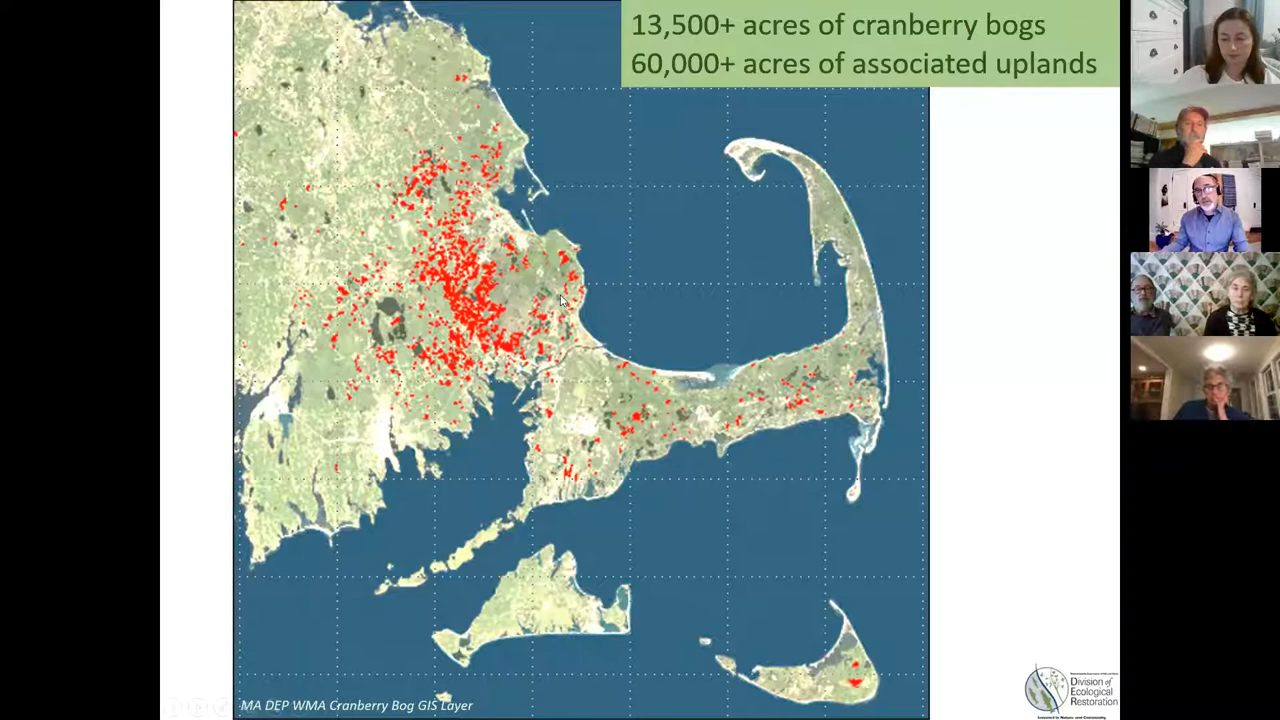 13,500+ acres of cranberry bogs
60,000+ acres of associated uplands
MA DEP WMA Cranberry Bog GIS Layer
Division of
Ecological
Restoration